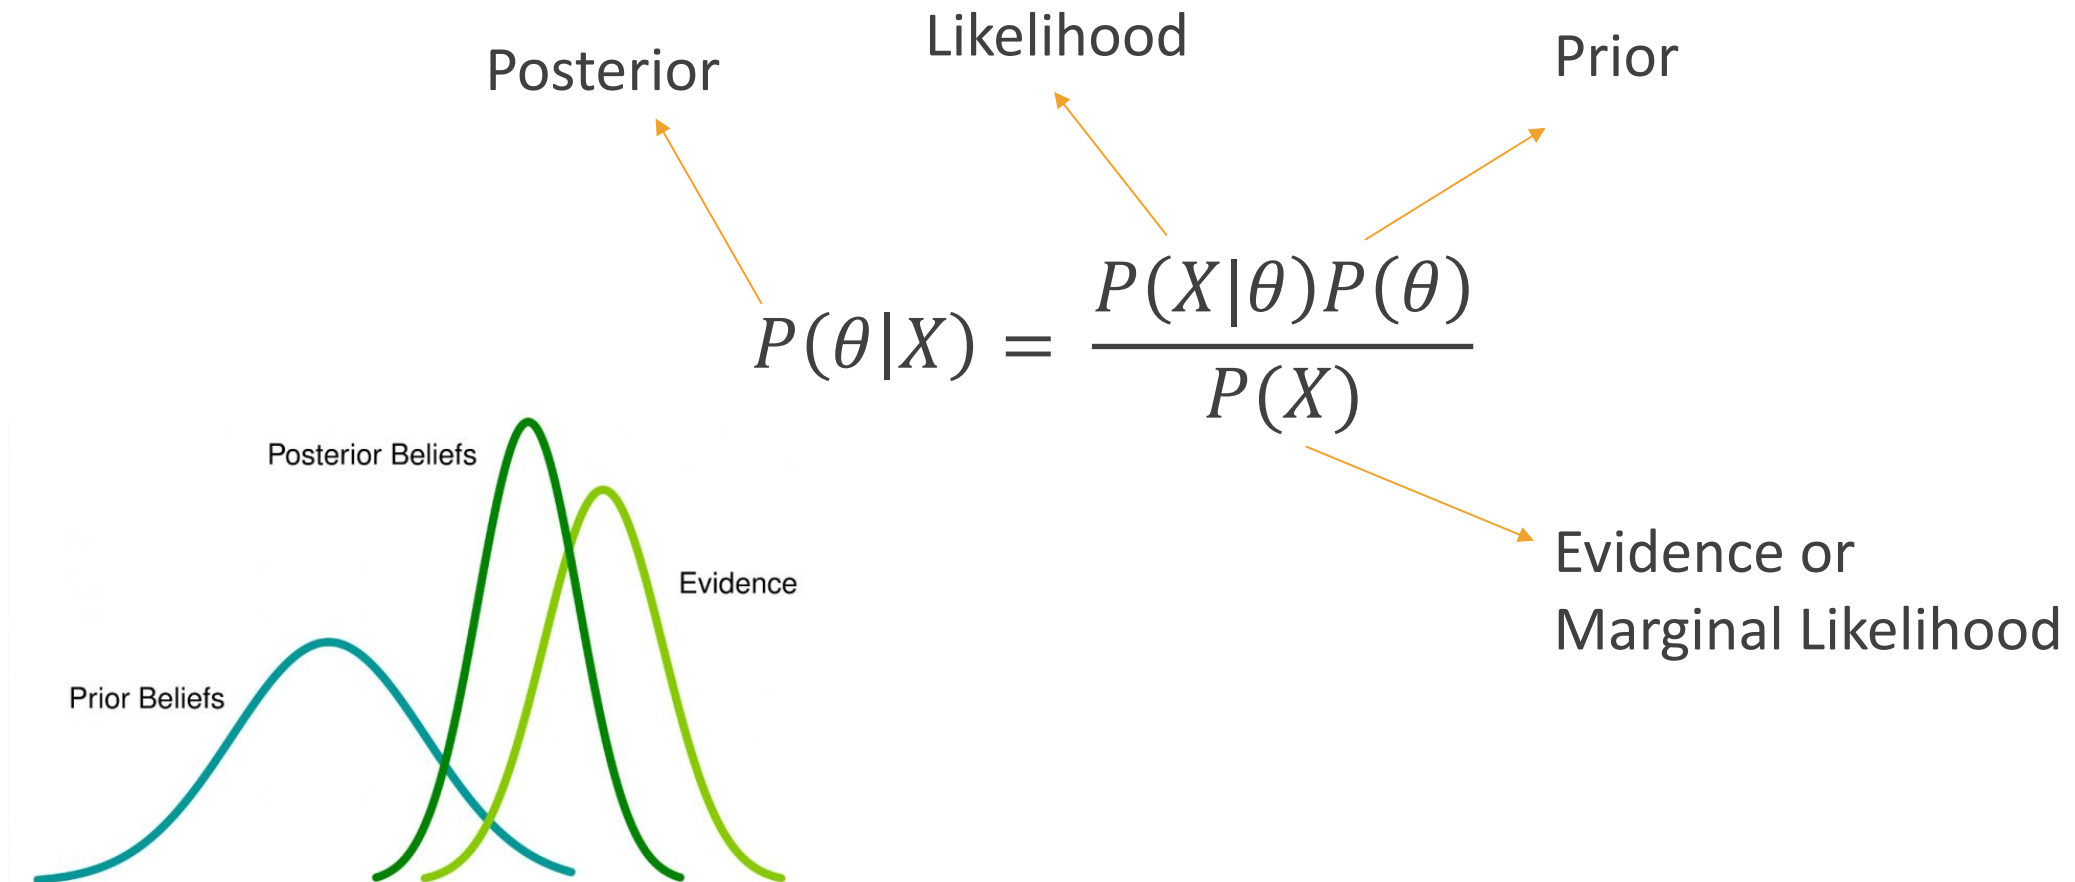 Likelihood
Prior
Posterior
P(θ|X) = P(X|θ)P(θ) / P(X)
Posterior Beliefs
Evidence
Prior Beliefs
Evidence or
Marginal Likelihood